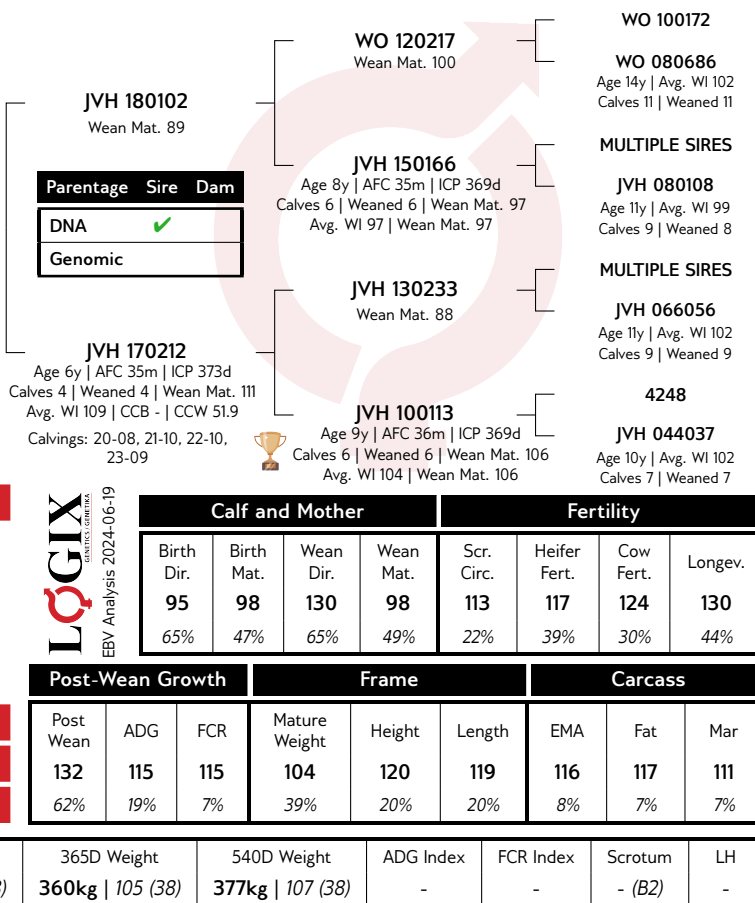 WO 100172
WO 120217
Wean Mat. 100
WO 080686
Age 14y | Avg. WI 102
Calves 11 | Weaned 11
JVH 180102
Wean Mat. 89
MULTIPLE SIRES
JVH 150166
Age 8y | AFC 35m | ICP 369d
Calves 6 | Weaned 6 | Wean Mat. 97
Avg. WI 97 | Wean Mat. 97
JVH 080108
Age 11y | Avg. WI 99
Calves 9 | Weaned 8
Parentage Sire Dam
DNA ✔
Genomic
MULTIPLE SIRES
JVH 130233
Wean Mat. 88
JVH 066056
Age 11y | Avg. WI 102
Calves 9 | Weaned 9
JVH 170212
Age 6y | AFC 35m | ICP 373d
Calves 4 | Weaned 4 | Wean Mat. 111
Avg. WI 109 | CCB - | CCW 51.9
Calvings: 20-08, 21-10, 22-10,
23-09
4248
JVH 100113
Age 9y | AFC 36m | ICP 369d
Calves 6 | Weaned 6 | Wean Mat. 106
Avg. WI 104 | Wean Mat. 106
JVH 044037
Age 10y | Avg. WI 102
Calves 7 | Weaned 7
LOGIX
GENETICS / GENETIKA
EBV Analysis 2024-06-19
Calf and Mother Fertility
Birth Dir. Birth Mat. Wean Dir. Wean Mat. Scr. Circ. Heifer Fert. Cow Fert. Longev.
95 98 130 98 113 117 124 130
65% 47% 65% 49% 22% 39% 30% 44%
Post-Wean Growth Frame Carcass
Post Wean ADG FCR Mature Weight Height Length EMA Fat Mar
132 115 115 104 120 119 116 117 111
62% 19% 7% 39% 20% 20% 8% 7% 7%
365D Weight 540D Weight ADG Index FCR Index Scrotum LH
360kg | 105 (38) 377kg | 107 (38) - - - (B2) -